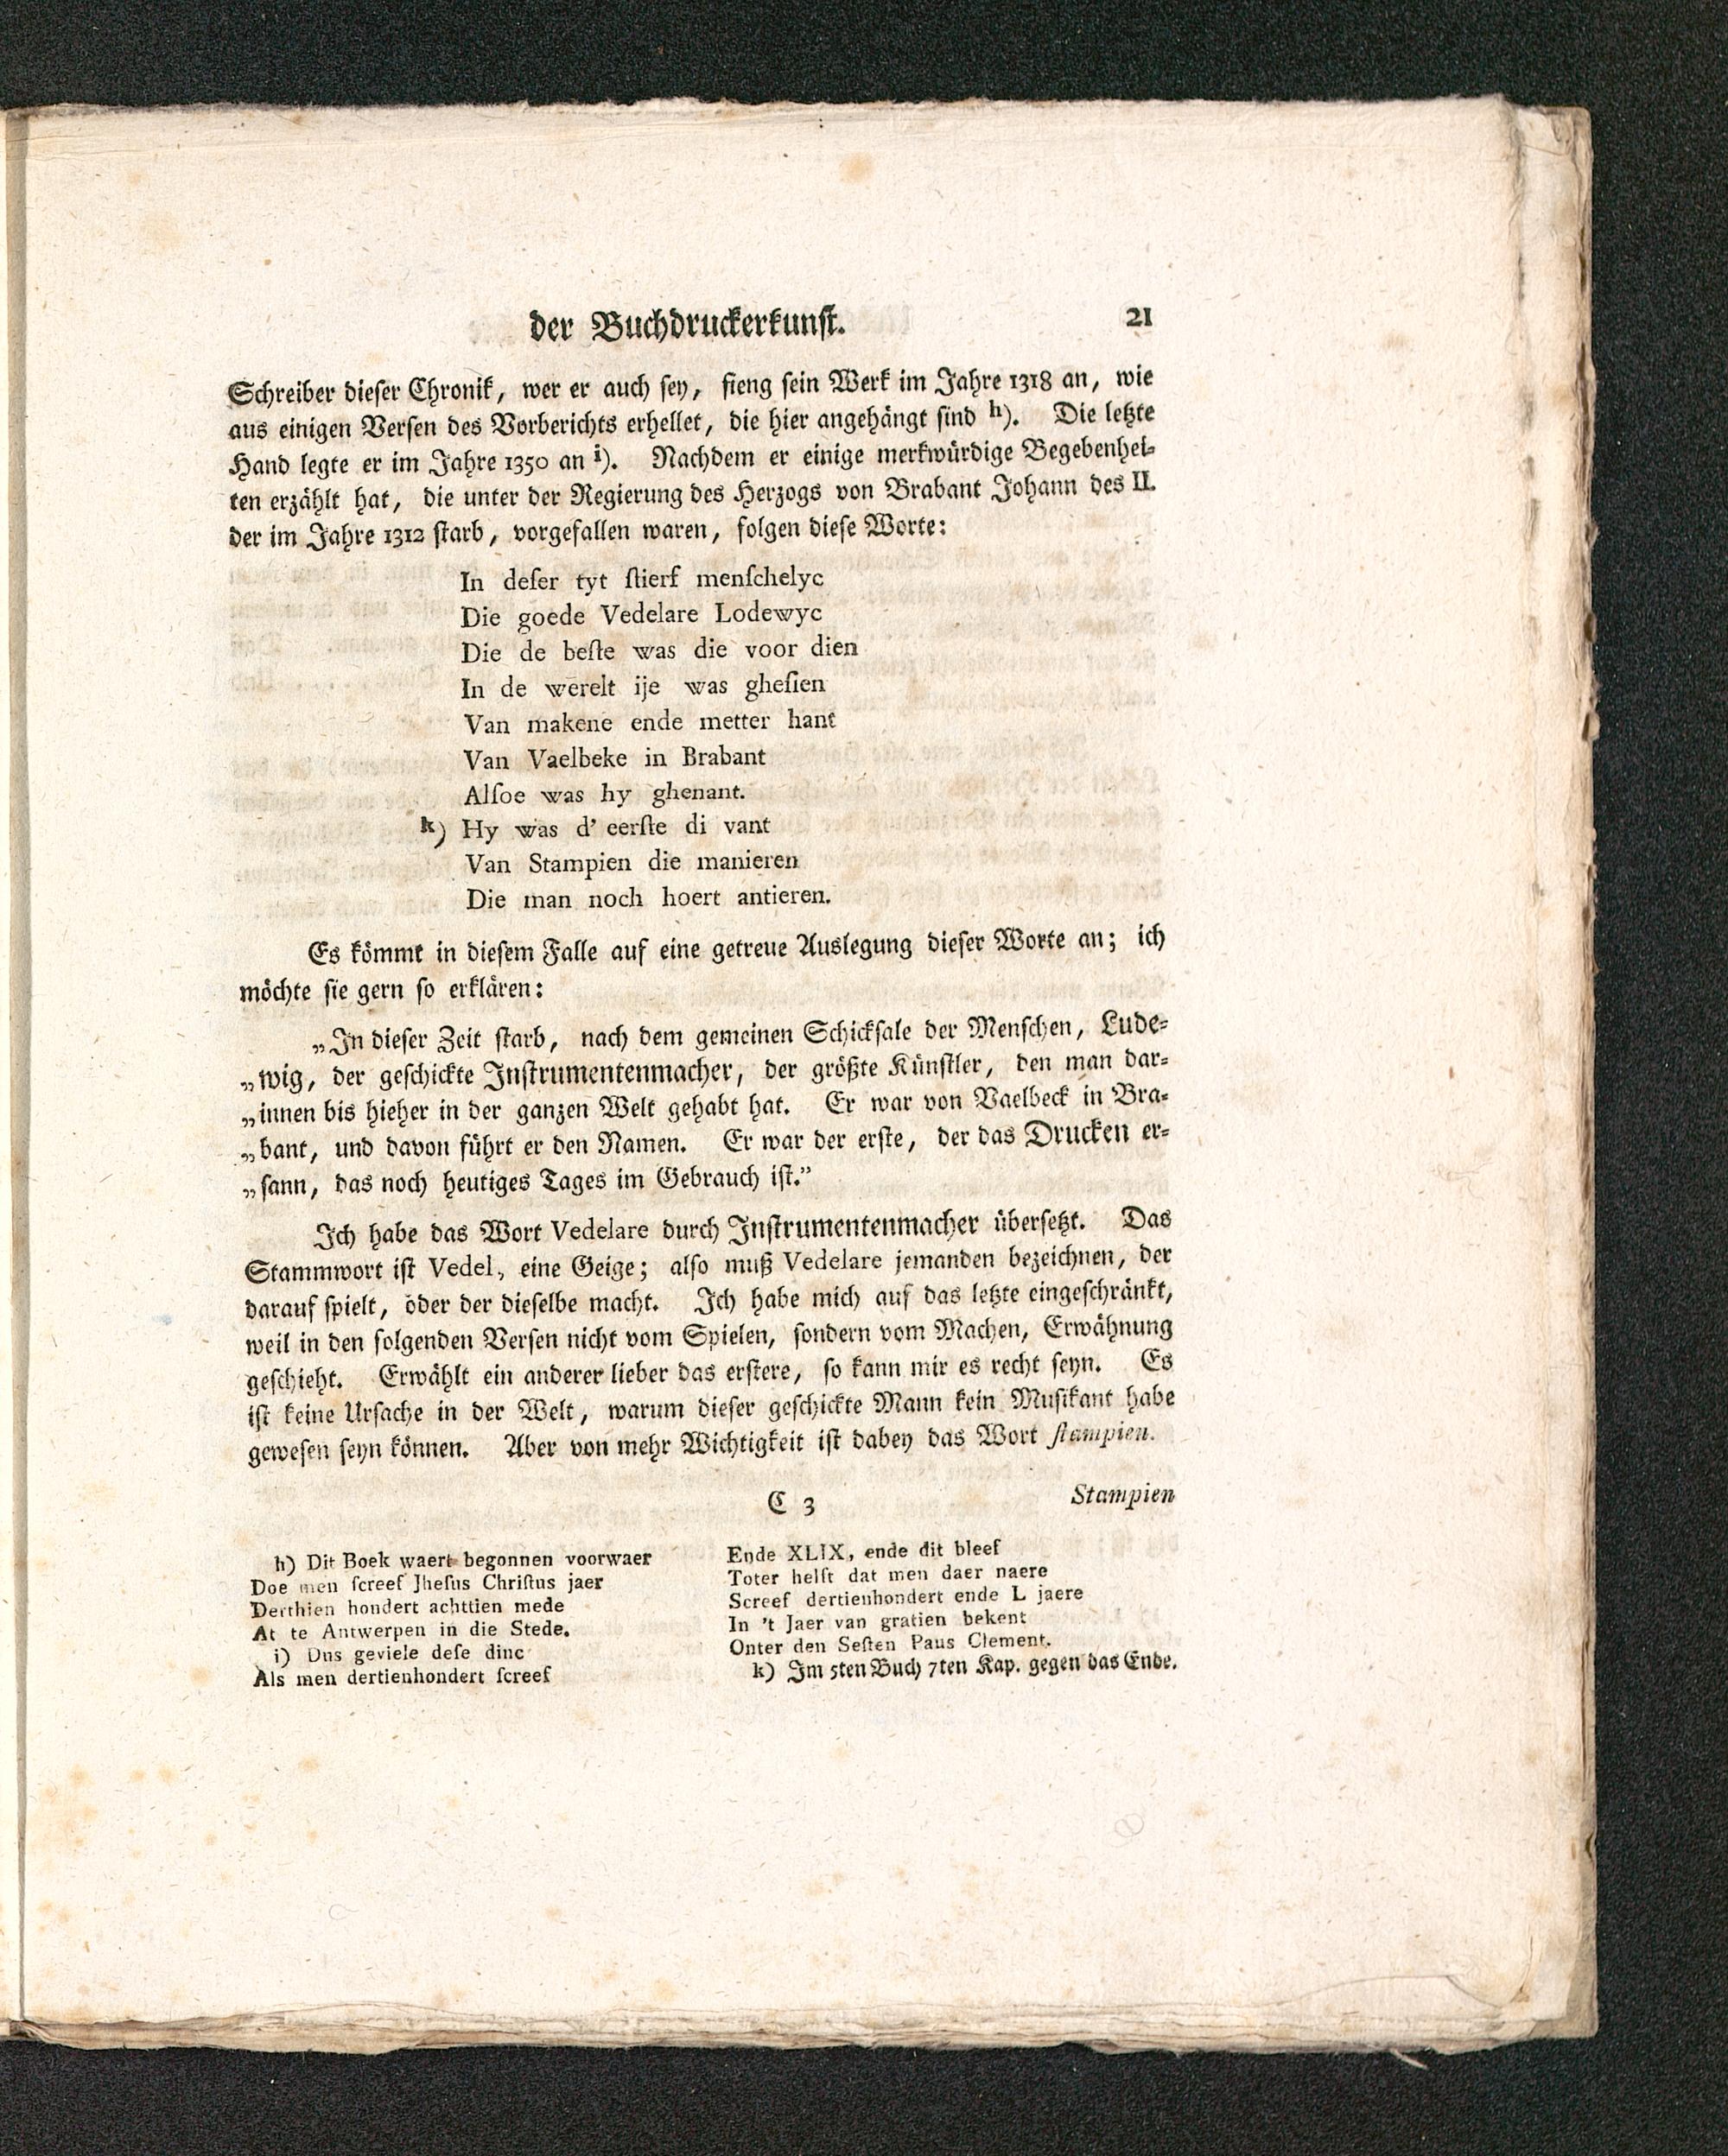 der Buchdruckerkunst. 21
Schreiber dieser Chronik, wer er auch sey, fieng sein Werk im Jahre 1318 an, wie
aus einigen Versen des Vorberichts erhellet, die hier angehängt sind h). Die letzte
Hand legte er im Jahre 1350 an i). Nachdem er einige merkwürdige Begebenhei-
ten erzählt hat, die unter der Regierung des Herzogs von Brabant Johann des II.
der im Jahre 1312 starb, vorgefallen waren, folgen diese Worte:
In deser tyt stierf menschelyc
Die goede Vedelare Lodewyc
Die de beste was die voor dien
In de werelt ije was ghesien
Van makene ende metter hant
Van Vaelbeke in Brabant
Alsoe was hy ghenant.
k) Hy was d' eerste di vant
Van Stampien die manieren
Die man noch hoert antieren.
Es kömmt in diesem Falle auf eine getreue Auslegung dieser Worte an; ich
möchte sie gern so erklären:
„In dieser Zeit starb, nach dem gemeinen Schicksale der Menschen, Lude-
„wig, der geschickte Instrumentenmacher, der größte Künstler, den man dar-
„innen bis hieher in der ganzen Welt gehabt hat. Er war von Vaelbeck in Bra-
„bant, und davon führt er den Namen. Er war der erste, der das Drucken er-
„sann, das noch heutiges Tages im Gebrauch ist.”
Ich habe das Wort Vedelare durch Instrumentenmacher übersetzt. Das
Stammwort ist Vedel, eine Geige; also muß Vedelare jemanden bezeichnen, der
darauf spielt, oder der dieselbe macht. Ich habe mich auf das letzte eingeschränkt,
weil in den folgenden Versen nicht vom Spielen, sondern vom Machen, Erwähnung
geschieht. Erwählt ein anderer lieber das erstere, so kann mir es recht seyn. Es
ist keine Ursache in der Welt, warum dieser geschickte Mann kein Musikant habe
gewesen seyn können. Aber von mehr Wichtigkeit ist dabey das Wort stampien.
C 3 Stampien
h) Dit Boek waert begonnen voorwaer
Doe men screef Jhesus Christus jaer
Derthien hondert achttien mede
At te Antwerpen in die Stede.
i) Dus geviele dese dinc
Als men dertienhondert screef
Ende XLIX, ende dit bleef
Toter helft dat men daer naere
Screef dertienhondert ende L jaere
In 't Jaer van gratien bekent
Onter den Sesten Paus Clement.
k) Im 5ten Buch 7ten Kap. gegen das Ende.